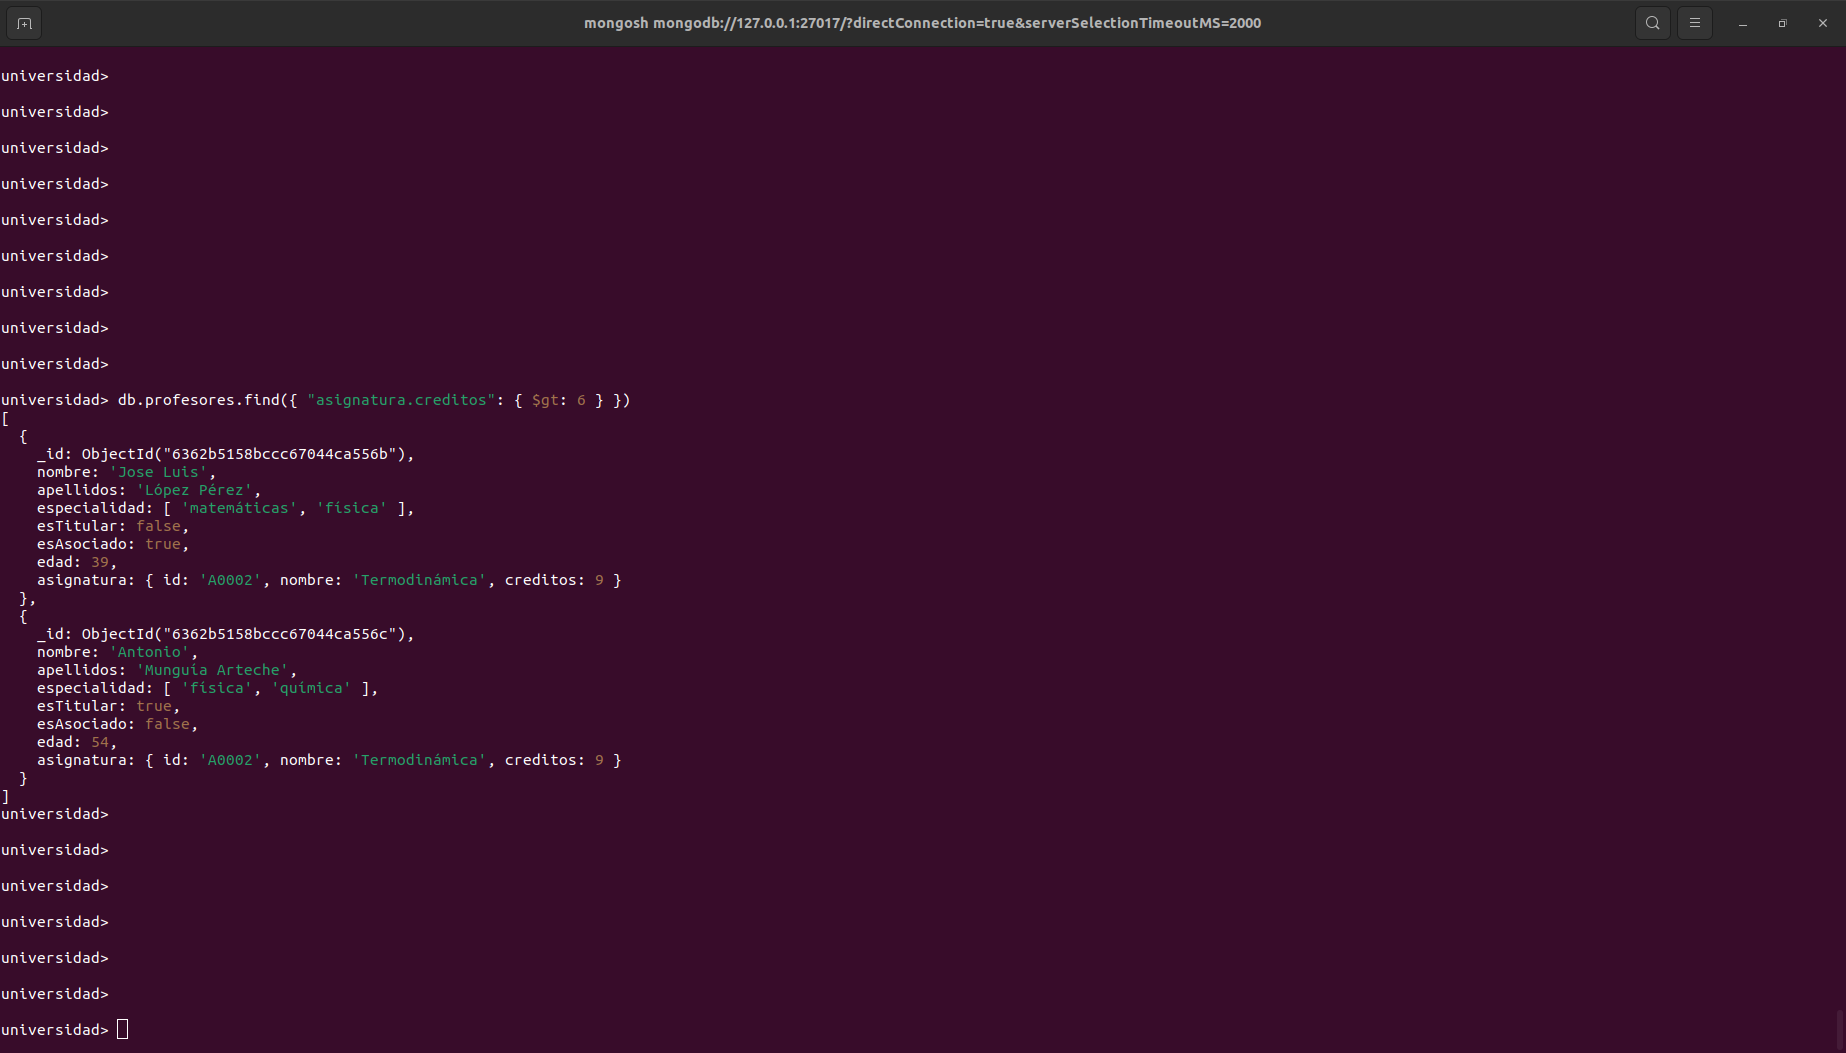 mongosh mongodb://127.0.0.1:27017/?directConnection=true&serverSelectionTimeoutMS=2000
universidad>
universidad>
universidad>
universidad>
universidad>
universidad>
universidad>
universidad>
universidad>
universidad> db.profesores.find({ "asignatura.creditos": { $gt: 6 } })
[
  {
    _id: ObjectId("6362b5158bccc67044ca556b"),
    nombre: 'Jose Luis',
    apellidos: 'López Pérez',
    especialidad: [ 'matemáticas', 'física' ],
    esTitular: false,
    esAsociado: true,
    edad: 39,
    asignatura: { id: 'A0002', nombre: 'Termodinámica', creditos: 9 }
  },
  {
    _id: ObjectId("6362b5158bccc67044ca556c"),
    nombre: 'Antonio',
    apellidos: 'Munguía Arteche',
    especialidad: [ 'física', 'química' ],
    esTitular: true,
    esAsociado: false,
    edad: 54,
    asignatura: { id: 'A0002', nombre: 'Termodinámica', creditos: 9 }
  }
]
universidad>
universidad>
universidad>
universidad>
universidad>
universidad>
universidad>